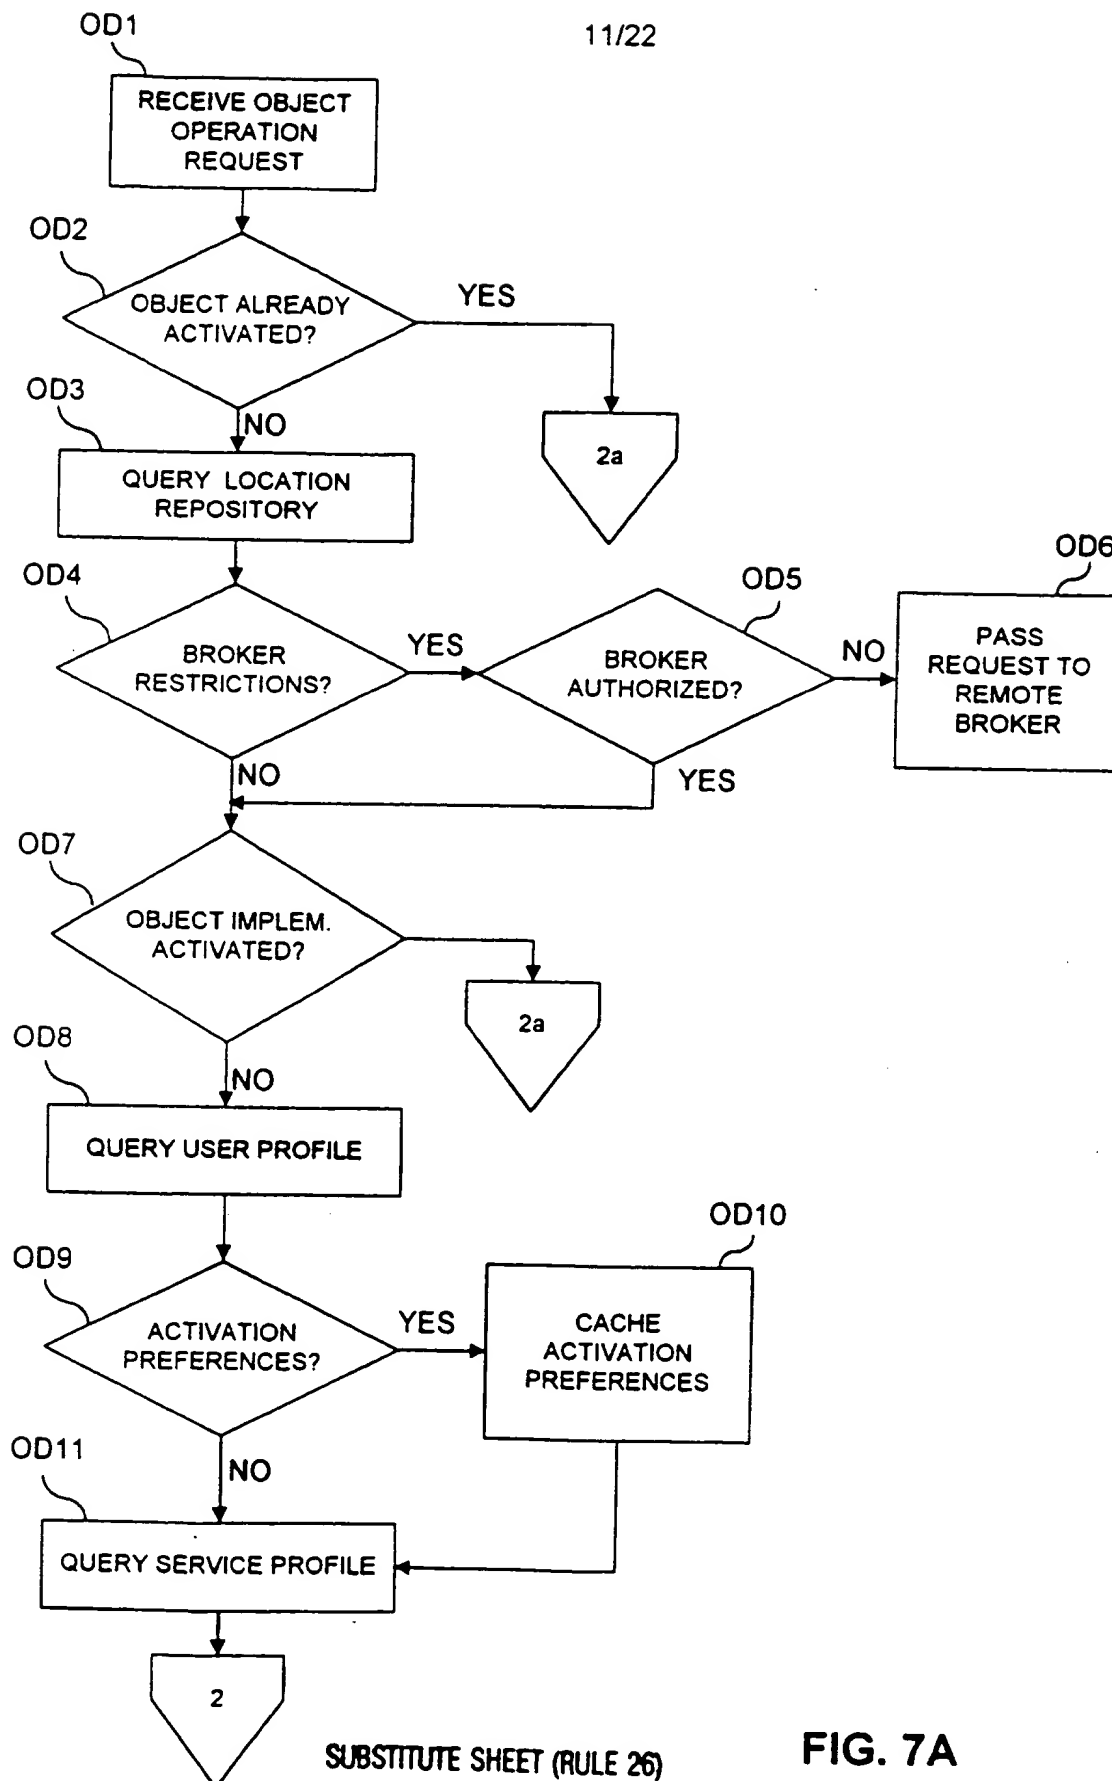 11/22
OD1
RECEIVE OBJECT
OPERATION
REQUEST
OD2
OBJECT ALREADY
ACTIVATED?
YES
2a
NO
OD3
QUERY LOCATION
REPOSITORY
OD4
BROKER
RESTRICTIONS?
YES
OD5
BROKER
AUTHORIZED?
NO
OD6
PASS
REQUEST TO
REMOTE
BROKER
NO
YES
OD7
OBJECT IMPLEM.
ACTIVATED?
2a
NO
OD8
QUERY USER PROFILE
OD9
ACTIVATION
PREFERENCES?
YES
OD10
CACHE
ACTIVATION
PREFERENCES
NO
OD11
QUERY SERVICE PROFILE
2
SUBSTITUTE SHEET (RULE 26)
FIG. 7A